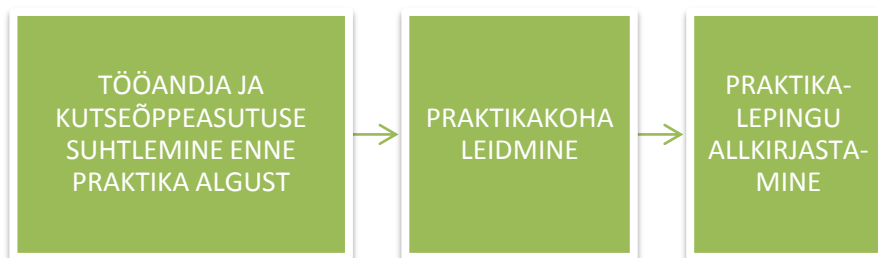 TÖÖANDJA JA
KUTSEÕPPEASUTUSE
SUHTLEMINE ENNE
PRAKTIKA ALGUST
PRAKTIKAKOHA
LEIDMINE
PRAKTIKA-
LEPINGU
ALLKIRJASTA-
MINE